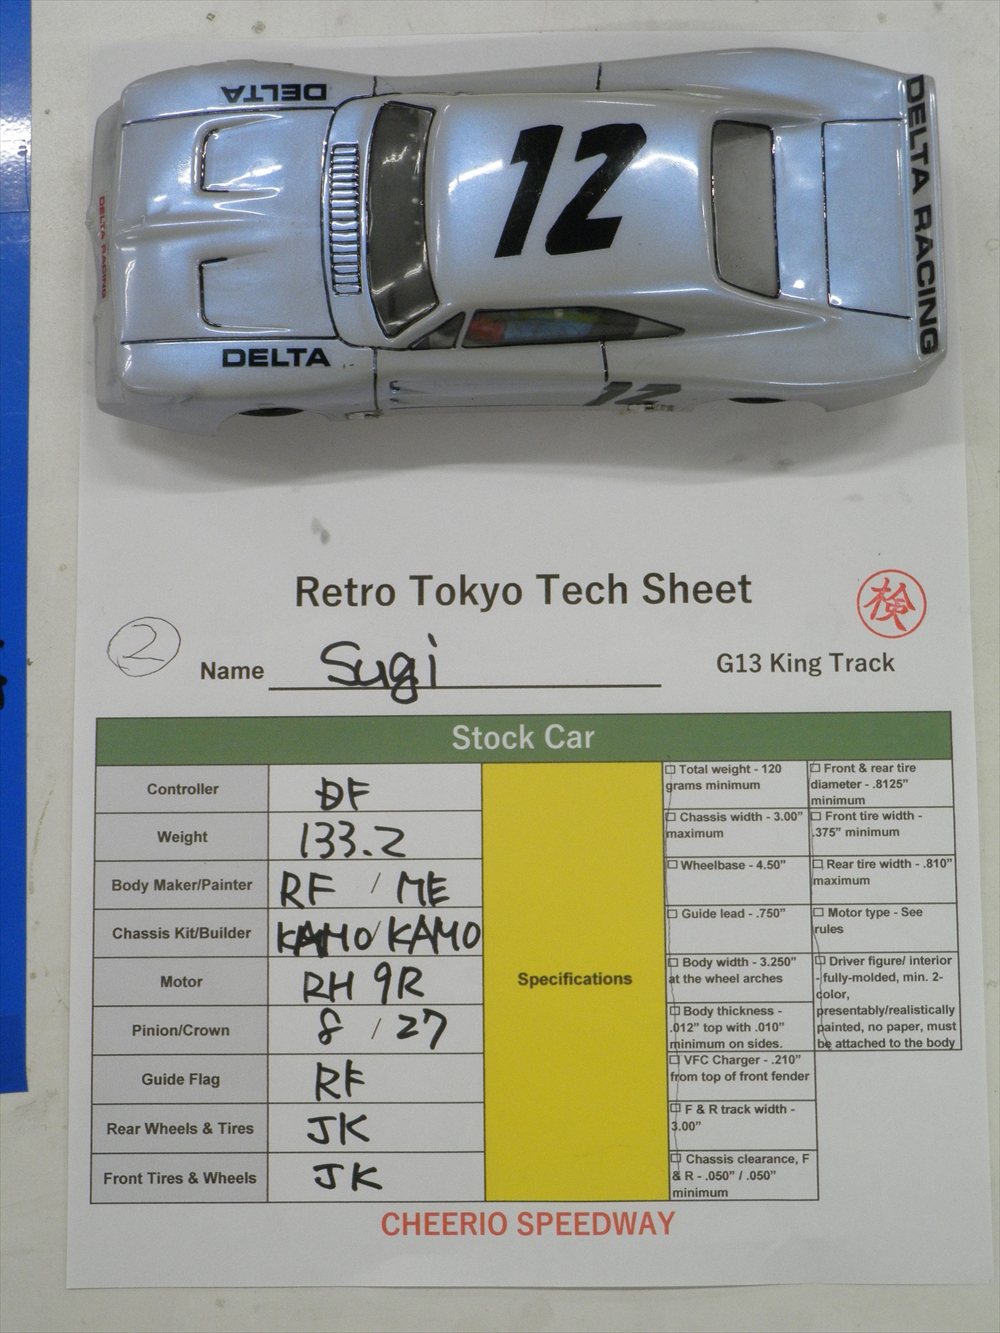 DELTA
DELTA RACING
12
DELTA RACING
DELTA
12
Retro Tokyo Tech Sheet
検
2
Name Sugi
G13 King Track
Stock Car
Controller DF
Weight 133.2
Body Maker/Painter RF / ME
Chassis Kit/Builder KAMO/KAMO
Motor RH 9R
Pinion/Crown 8 / 27
Guide Flag RF
Rear Wheels & Tires JK
Front Tires & Wheels JK
Specifications
Total weight - 120
grams minimum
Chassis width - 3.00"
maximum
Wheelbase - 4.50"
Guide lead - .750"
Body width - 3.250"
at the wheel arches
Body thickness -
.012" top with .010"
minimum on sides.
VFC Charger - .210"
from top of front fender
F & R track width -
3.00"
Chassis clearance, F
& R - .050" / .050"
minimum
Front & rear tire
diameter - .8125"
minimum
Front tire width -
.375" minimum
Rear tire width - .810"
maximum
Motor type - See
rules
Driver figure/ interior
- fully-molded, min. 2-
color,
presentably/realistically
painted, no paper, must
be attached to the body
CHEERIO SPEEDWAY